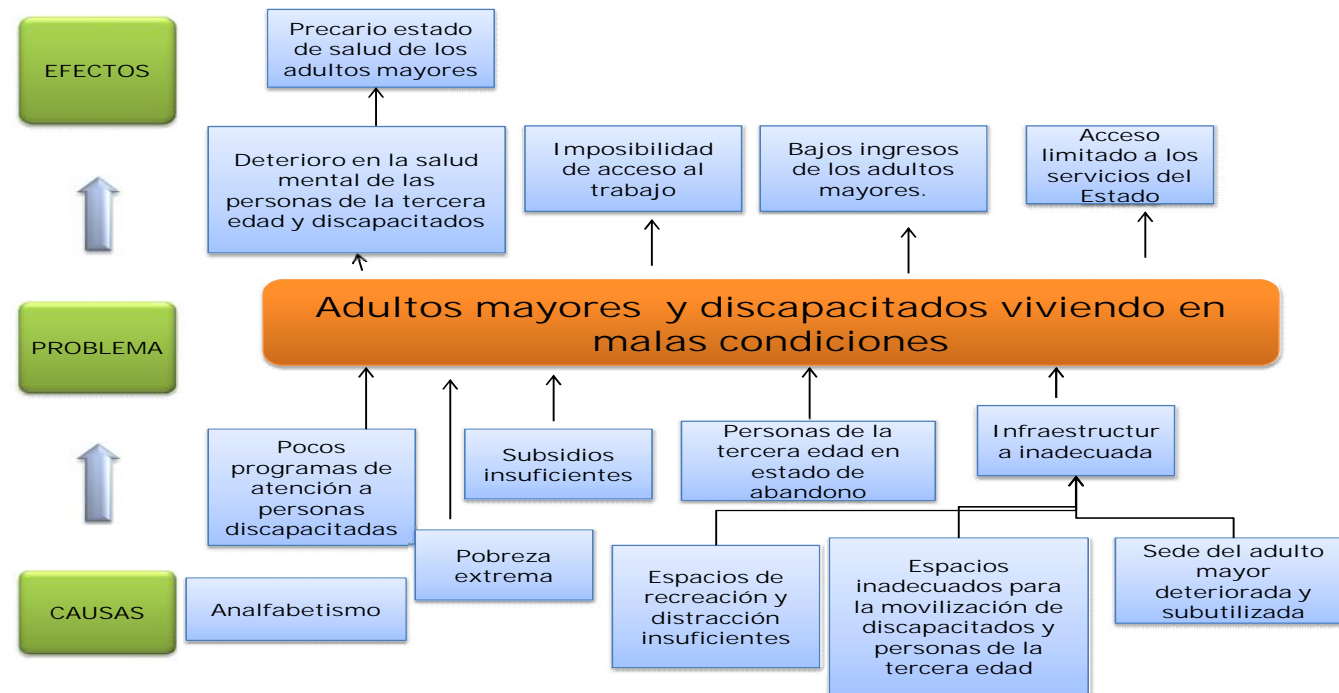 EFECTOS
Precario estado
de salud de los
adultos mayores
Deterioro en la salud
mental de las
personas de la tercera
edad y discapacitados
Imposibilidad
de acceso al
trabajo
Bajos ingresos
de los adultos
mayores.
Acceso
limitado a los
servicios del
Estado
PROBLEMA
Adultos mayores y discapacitados viviendo en
malas condiciones
Pocos
programas de
atención a
personas
discapacitadas
Subsidios
insuficientes
Personas de la
tercera edad en
estado de
abandono
Infraestructur
a inadecuada
CAUSAS
Analfabetismo
Pobreza
extrema
Espacios de
recreación y
distracción
insuficientes
Espacios
inadecuados para
la movilización de
discapacitados y
personas de la
tercera edad
Sede del adulto
mayor
deteriorada y
subutilizada